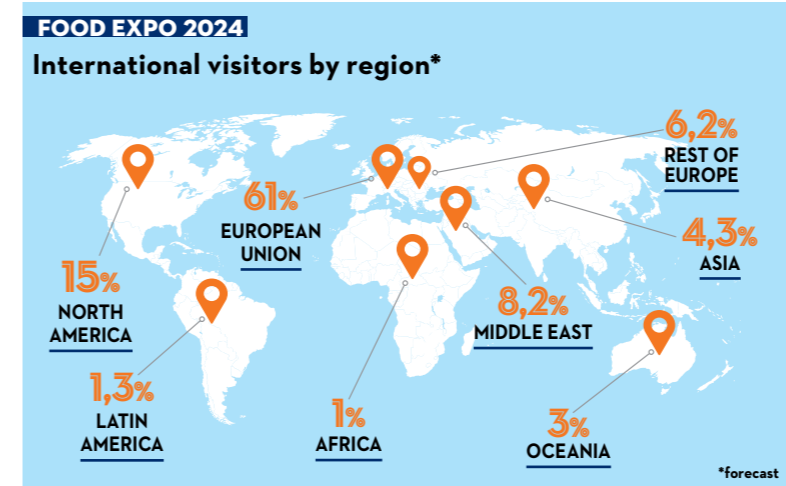 FOOD EXPO 2024
International visitors by region*
6,2%
REST OF
EUROPE
61%
EUROPEAN
UNION
4,3%
ASIA
15%
NORTH
AMERICA
8,2%
MIDDLE EAST
1,3%
LATIN
AMERICA
1%
AFRICA
3%
OCEANIA
*forecast